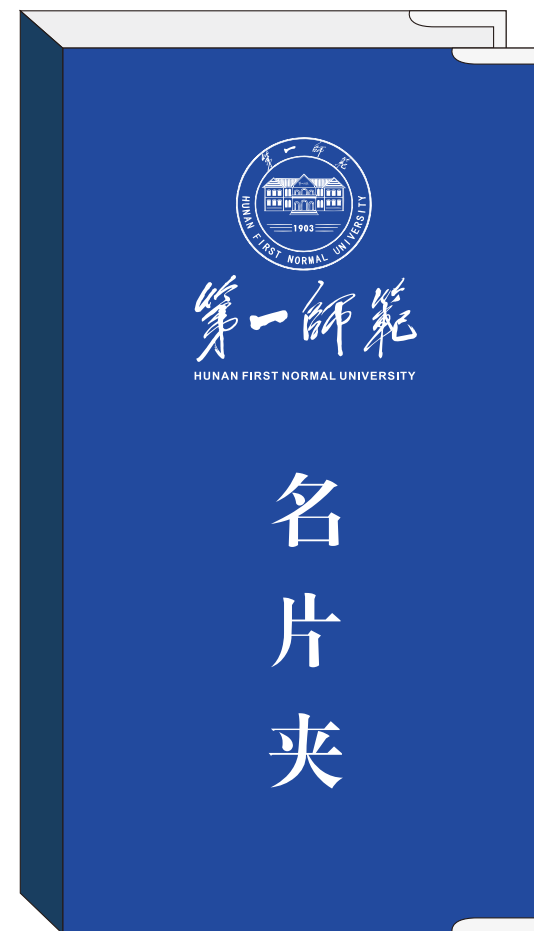 第一師範
1903
HUNAN FIRST NORMAL UNIVERSITY
第一師範
HUNAN FIRST NORMAL UNIVERSITY
名
片
夹